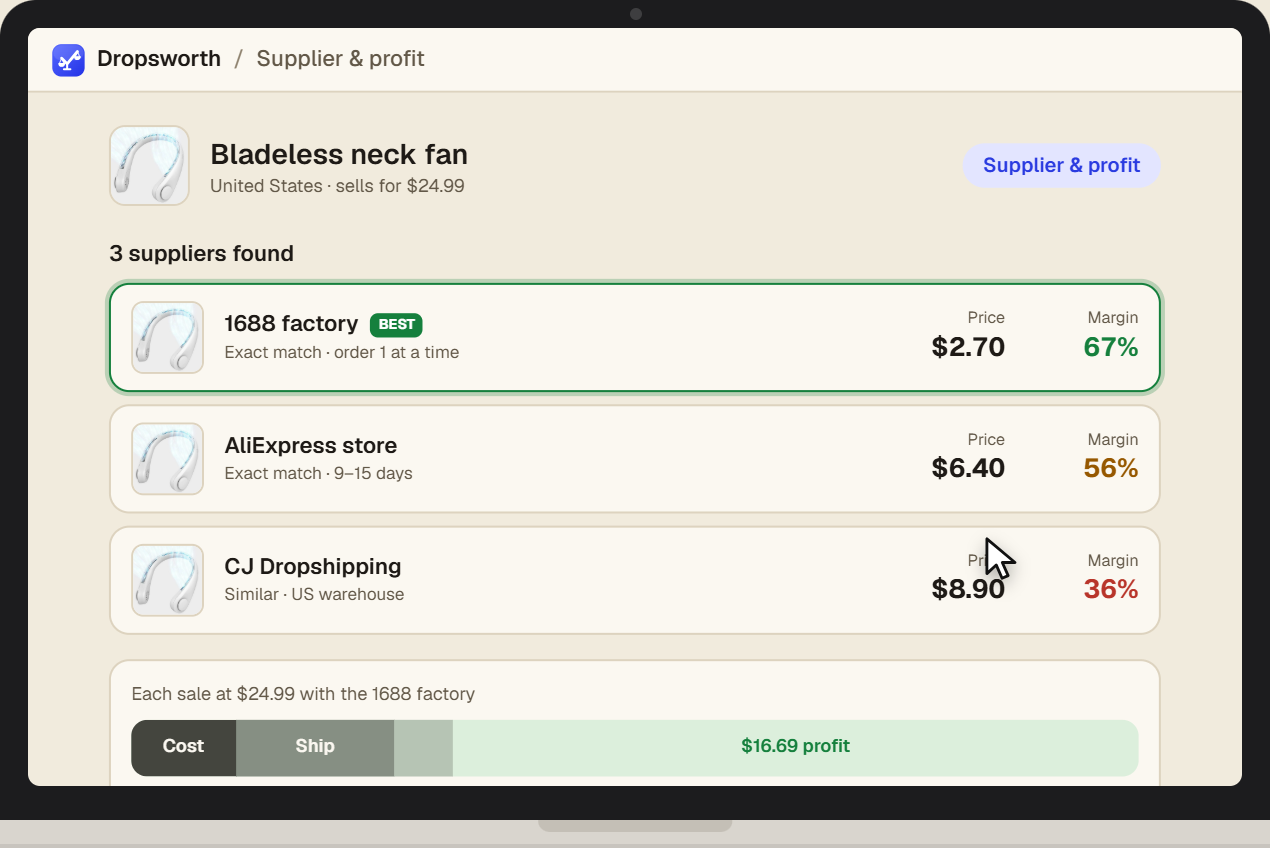 Dropsworth / Supplier & profit
Bladeless neck fan
United States · sells for $24.99
Supplier & profit
3 suppliers found
1688 factory BEST
Exact match · order 1 at a time
Price
$2.70
Margin
67%
AliExpress store
Exact match · 9–15 days
Price
$6.40
Margin
56%
CJ Dropshipping
Similar · US warehouse
$8.90
Margin
36%
Each sale at $24.99 with the 1688 factory
Cost
Ship
$16.69 profit